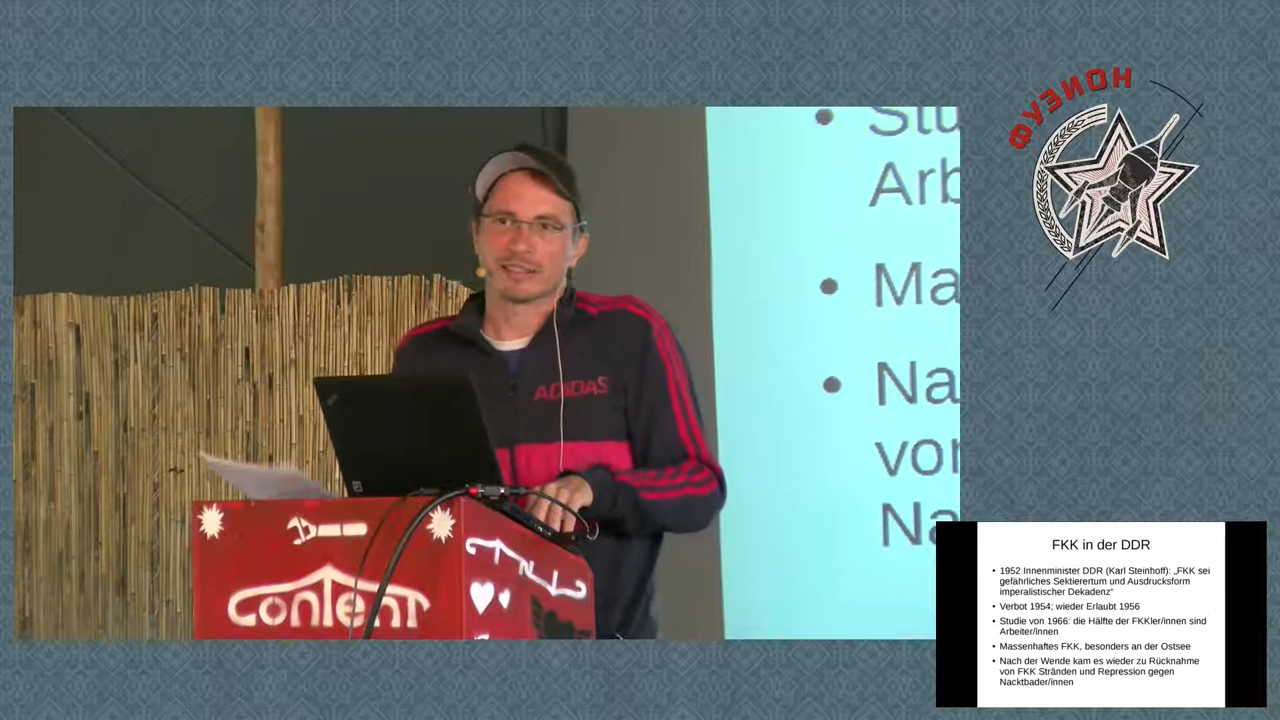 ФУЗИОН
Stu
Arb
• Ma
• Na
von
Na
ADIDAS
content
FKK in der DDR
• 1952 Innenminister DDR (Karl Steinhoff): „FKK sei
gefährliches Sektierertum und Ausdrucksform
imperalistischer Dekadenz“
• Verbot 1954; wieder Erlaubt 1956
• Studie von 1966: die Hälfte der FKKler/innen sind
Arbeiter/innen
• Massenhaftes FKK, besonders an der Ostsee
• Nach der Wende kam es wieder zu Rücknahme
von FKK Stränden und Repression gegen
Nacktbader/innen